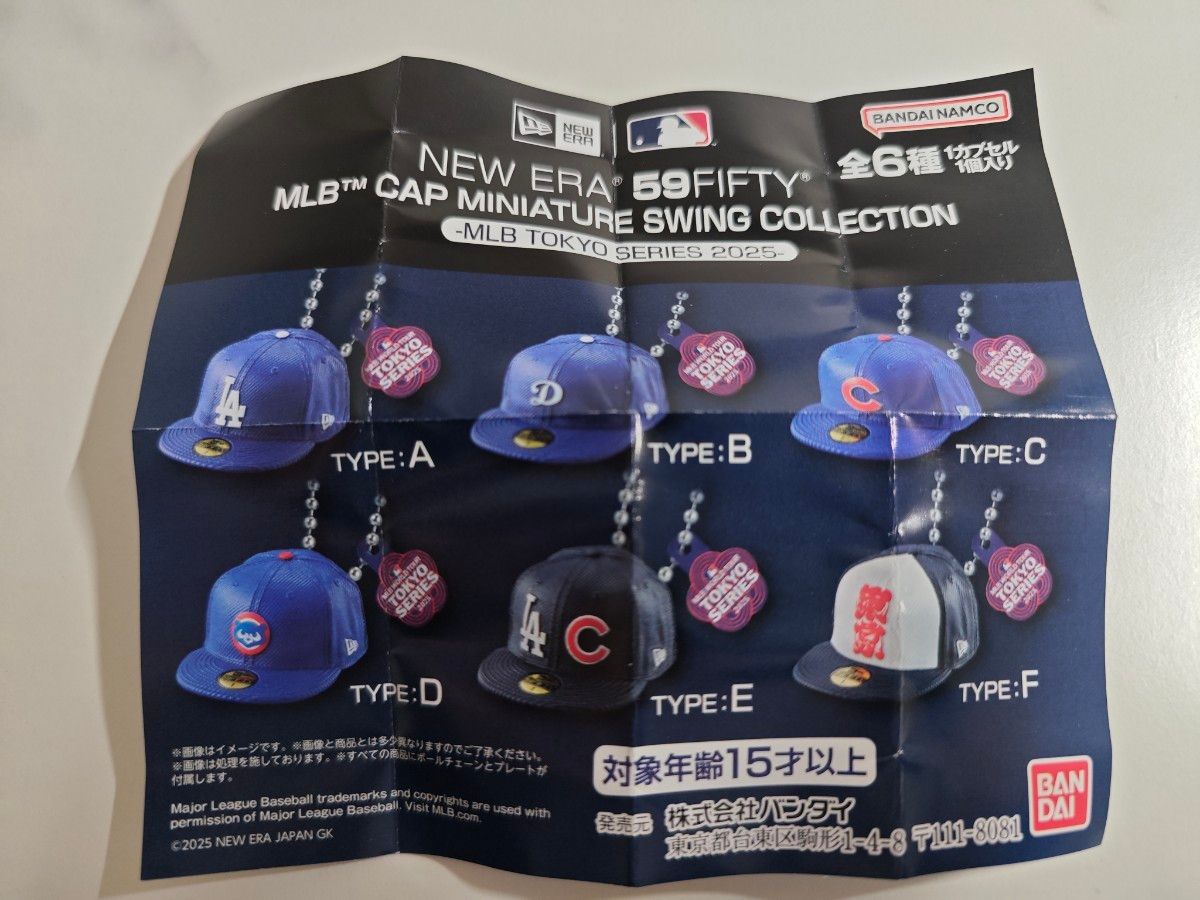 NEW ERA
BANDAI NAMCO
NEW ERA® 59FIFTY®
全6種 1カプセル1個入り
MLB™ CAP MINIATURE SWING COLLECTION
-MLB TOKYO SERIES 2025-
LA
TOKYO SERIES
D
TOKYO SERIES
C
TOKYO SERIES
TYPE:A
TYPE:B
TYPE:C
TOKYO SERIES
LA C
TOKYO SERIES
東京
TOKYO SERIES
TYPE:D
TYPE:E
TYPE:F
※画像はイメージです。※画像と商品とは多少異なりますのでご了承ください。
※画像は処理を施しております。※すべての商品にボールチェーンとプレートが
付属します。
Major League Baseball trademarks and copyrights are used with
permission of Major League Baseball. Visit MLB.com.
©2025 NEW ERA JAPAN GK
対象年齢15才以上
発売元 株式会社バンダイ
東京都台東区駒形1-4-8 〒111-8081
BANDAI